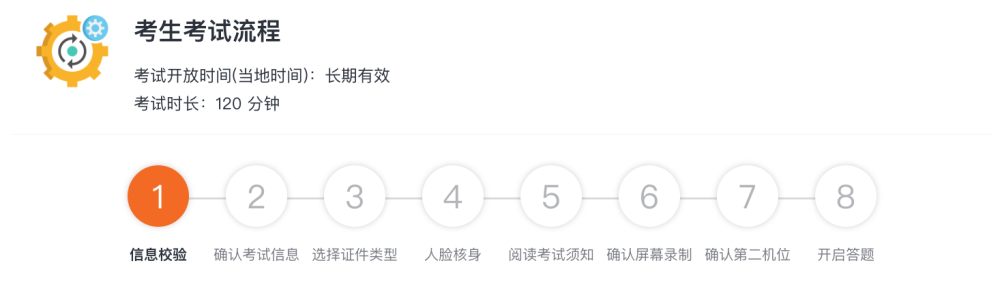 考生考试流程
考试开放时间(当地时间)：长期有效
考试时长：120 分钟
1 2 3 4 5 6 7 8
信息校验 确认考试信息 选择证件类型 人脸核身 阅读考试须知 确认屏幕录制 确认第二机位 开启答题